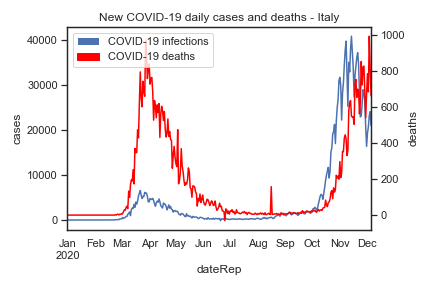 New COVID-19 daily cases and deaths - Italy
COVID-19 infections
COVID-19 deaths
cases
40000
30000
20000
10000
0
deaths
1000
800
600
400
200
0
Jan Feb Mar Apr May Jun Jul Aug Sep Oct Nov Dec
2020
dateRep